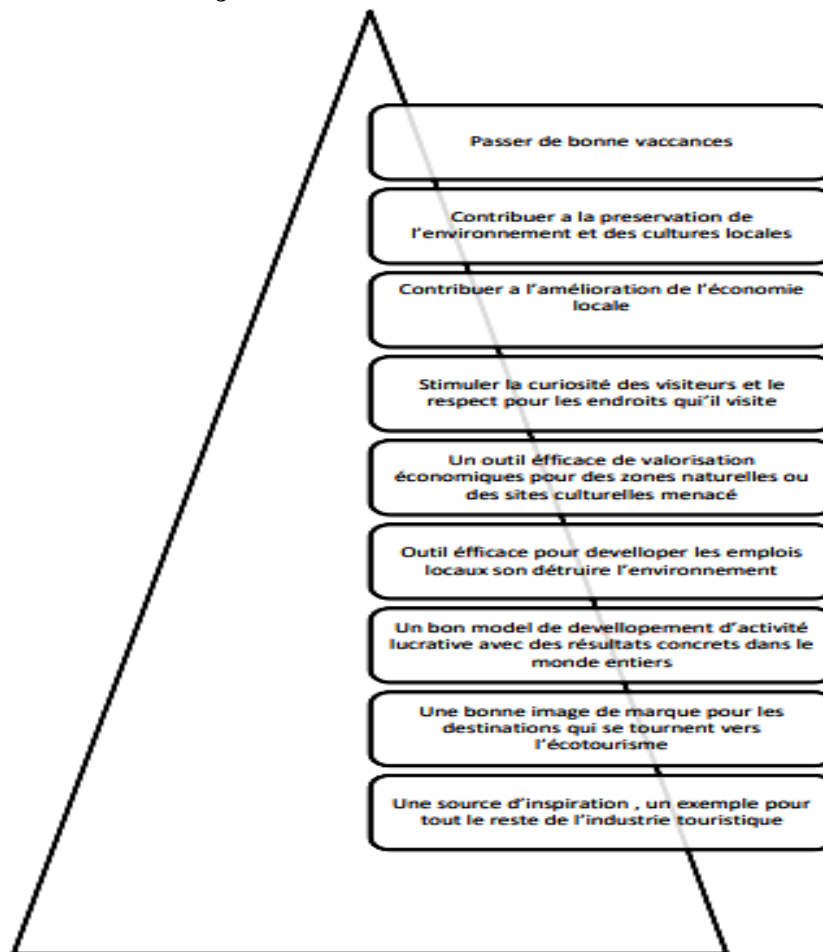 Passer de bonne vaccances
Contribuer a la preservation de
l'environnement et des cultures locales
Contribuer a l'amélioration de l'économie
locale
Stimuler la curiosité des visiteurs et le
respect pour les endroits qui'il visite
Un outil éfficace de valorisation
économiques pour des zones naturelles ou
des sites culturelles menacé
Outil éfficace pour develloper les emplois
locaux son détruire l'environnement
Un bon model de devellopement d'activité
lucrative avec des résultats concrets dans le
monde entiers
Une bonne image de marque pour les
destinations qui se tournent vers
l'écotourisme
Une source d'inspiration , un exemple pour
tout le reste de l'industrie touristique